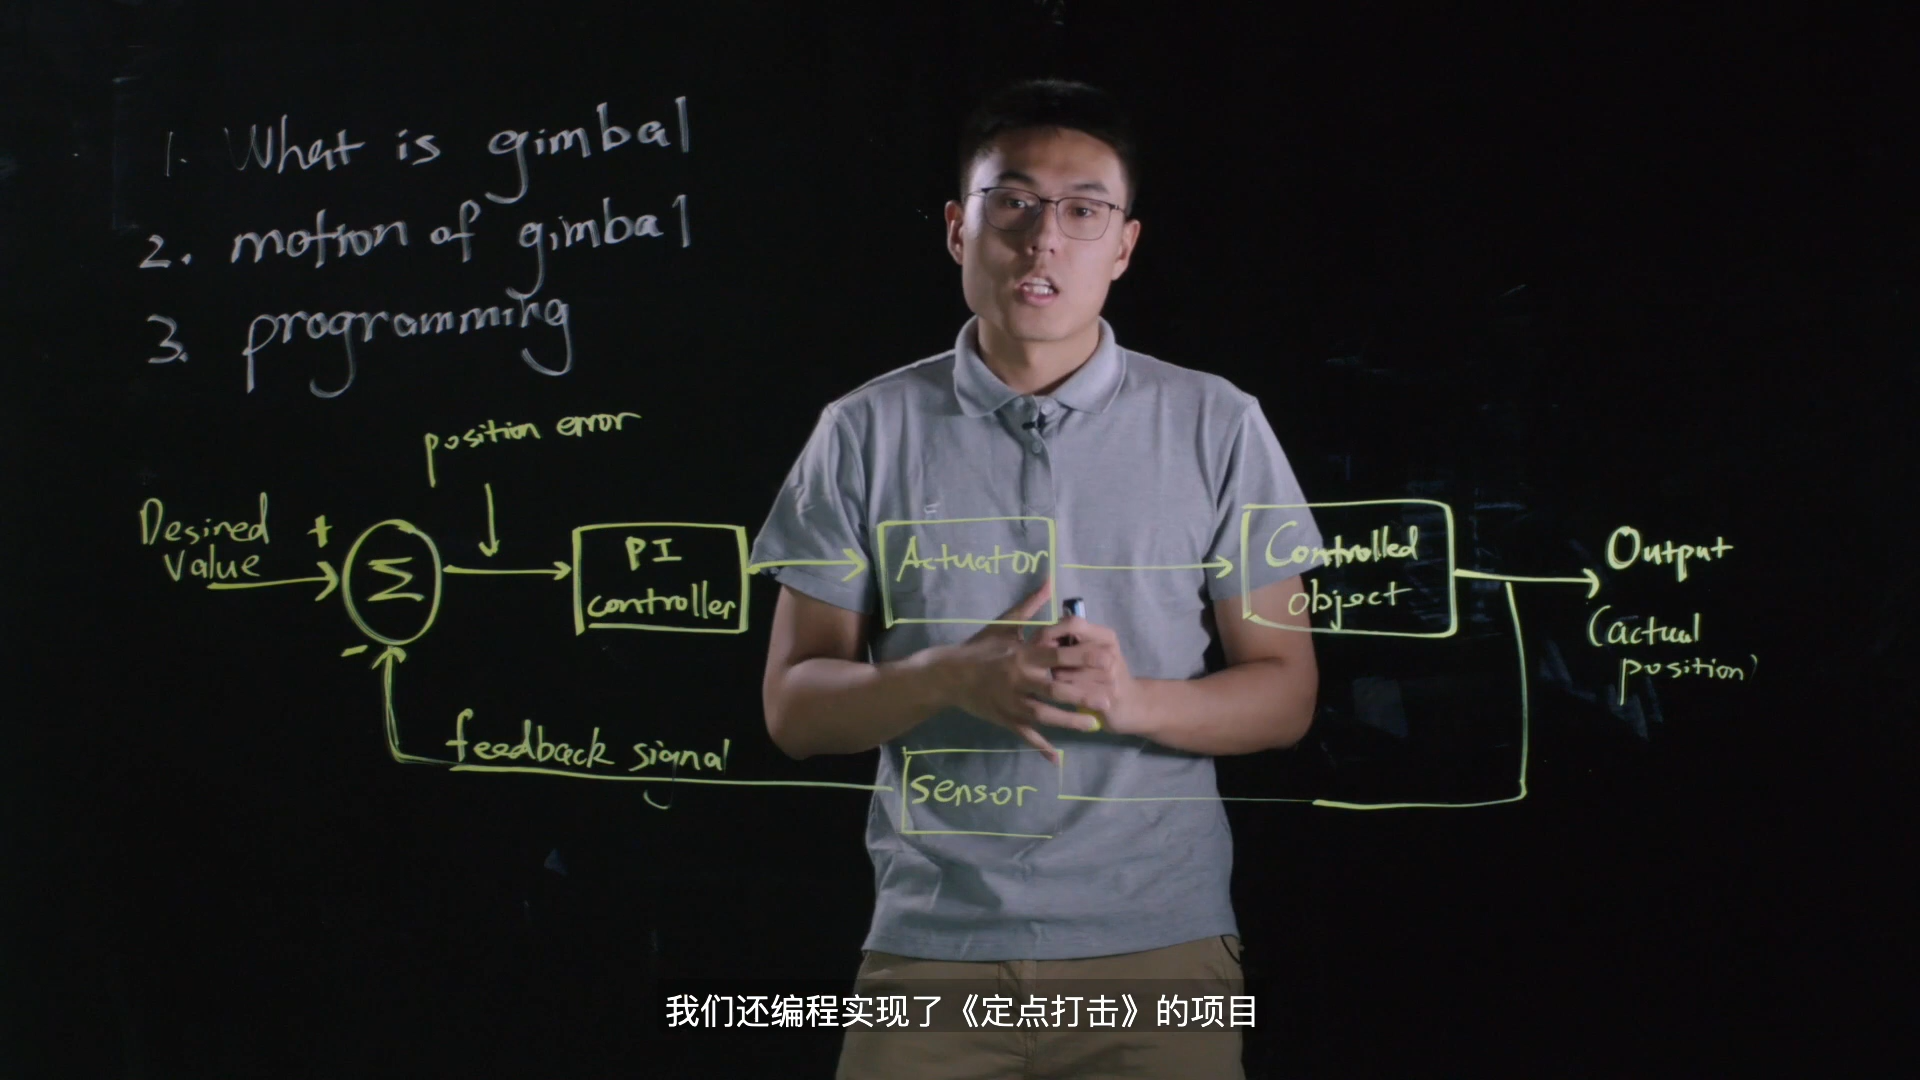 1. What is gimbal
2. motion of gimbal
3. programming
position error
Desired
Value
+
Σ
-
PI
controller
Actuator
Controlled
object
Output
(actual
position)
feedback signal
sensor
我们还编程实现了《定点打击》的项目